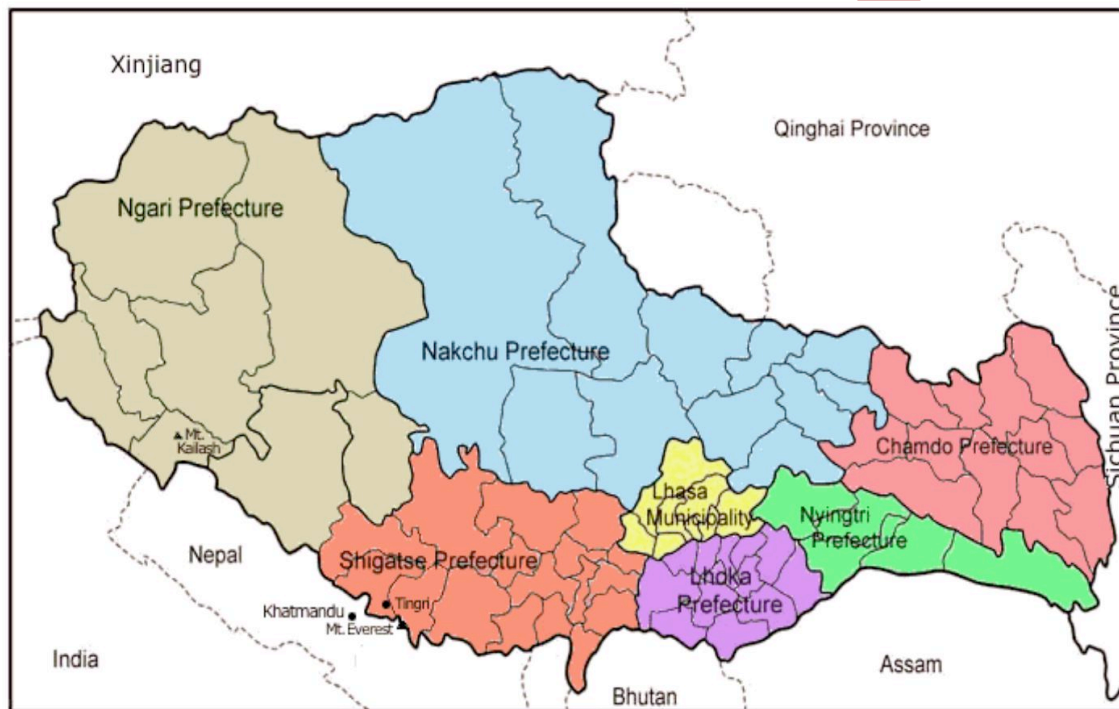 Xinjiang
Qinghai Province
Ngari Prefecture
Sichuan Province
Nakchu Prefecture
Mt.
Kailash
Chamdo Prefecture
Lhasa
Municipality
Nyingtri
Prefecture
Nepal
Shigatse Prefecture
Lhoka
Prefecture
Tingri
Khatmandu
Mt. Everest
India
Assam
Bhutan